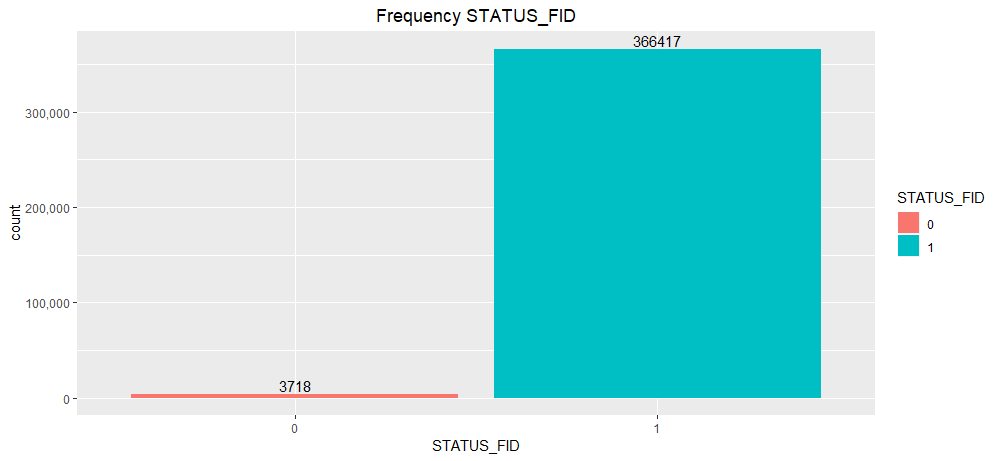 Frequency STATUS_FID
366417
300,000
200,000
count
100,000
3718
0
0
1
STATUS_FID
STATUS_FID
0
1